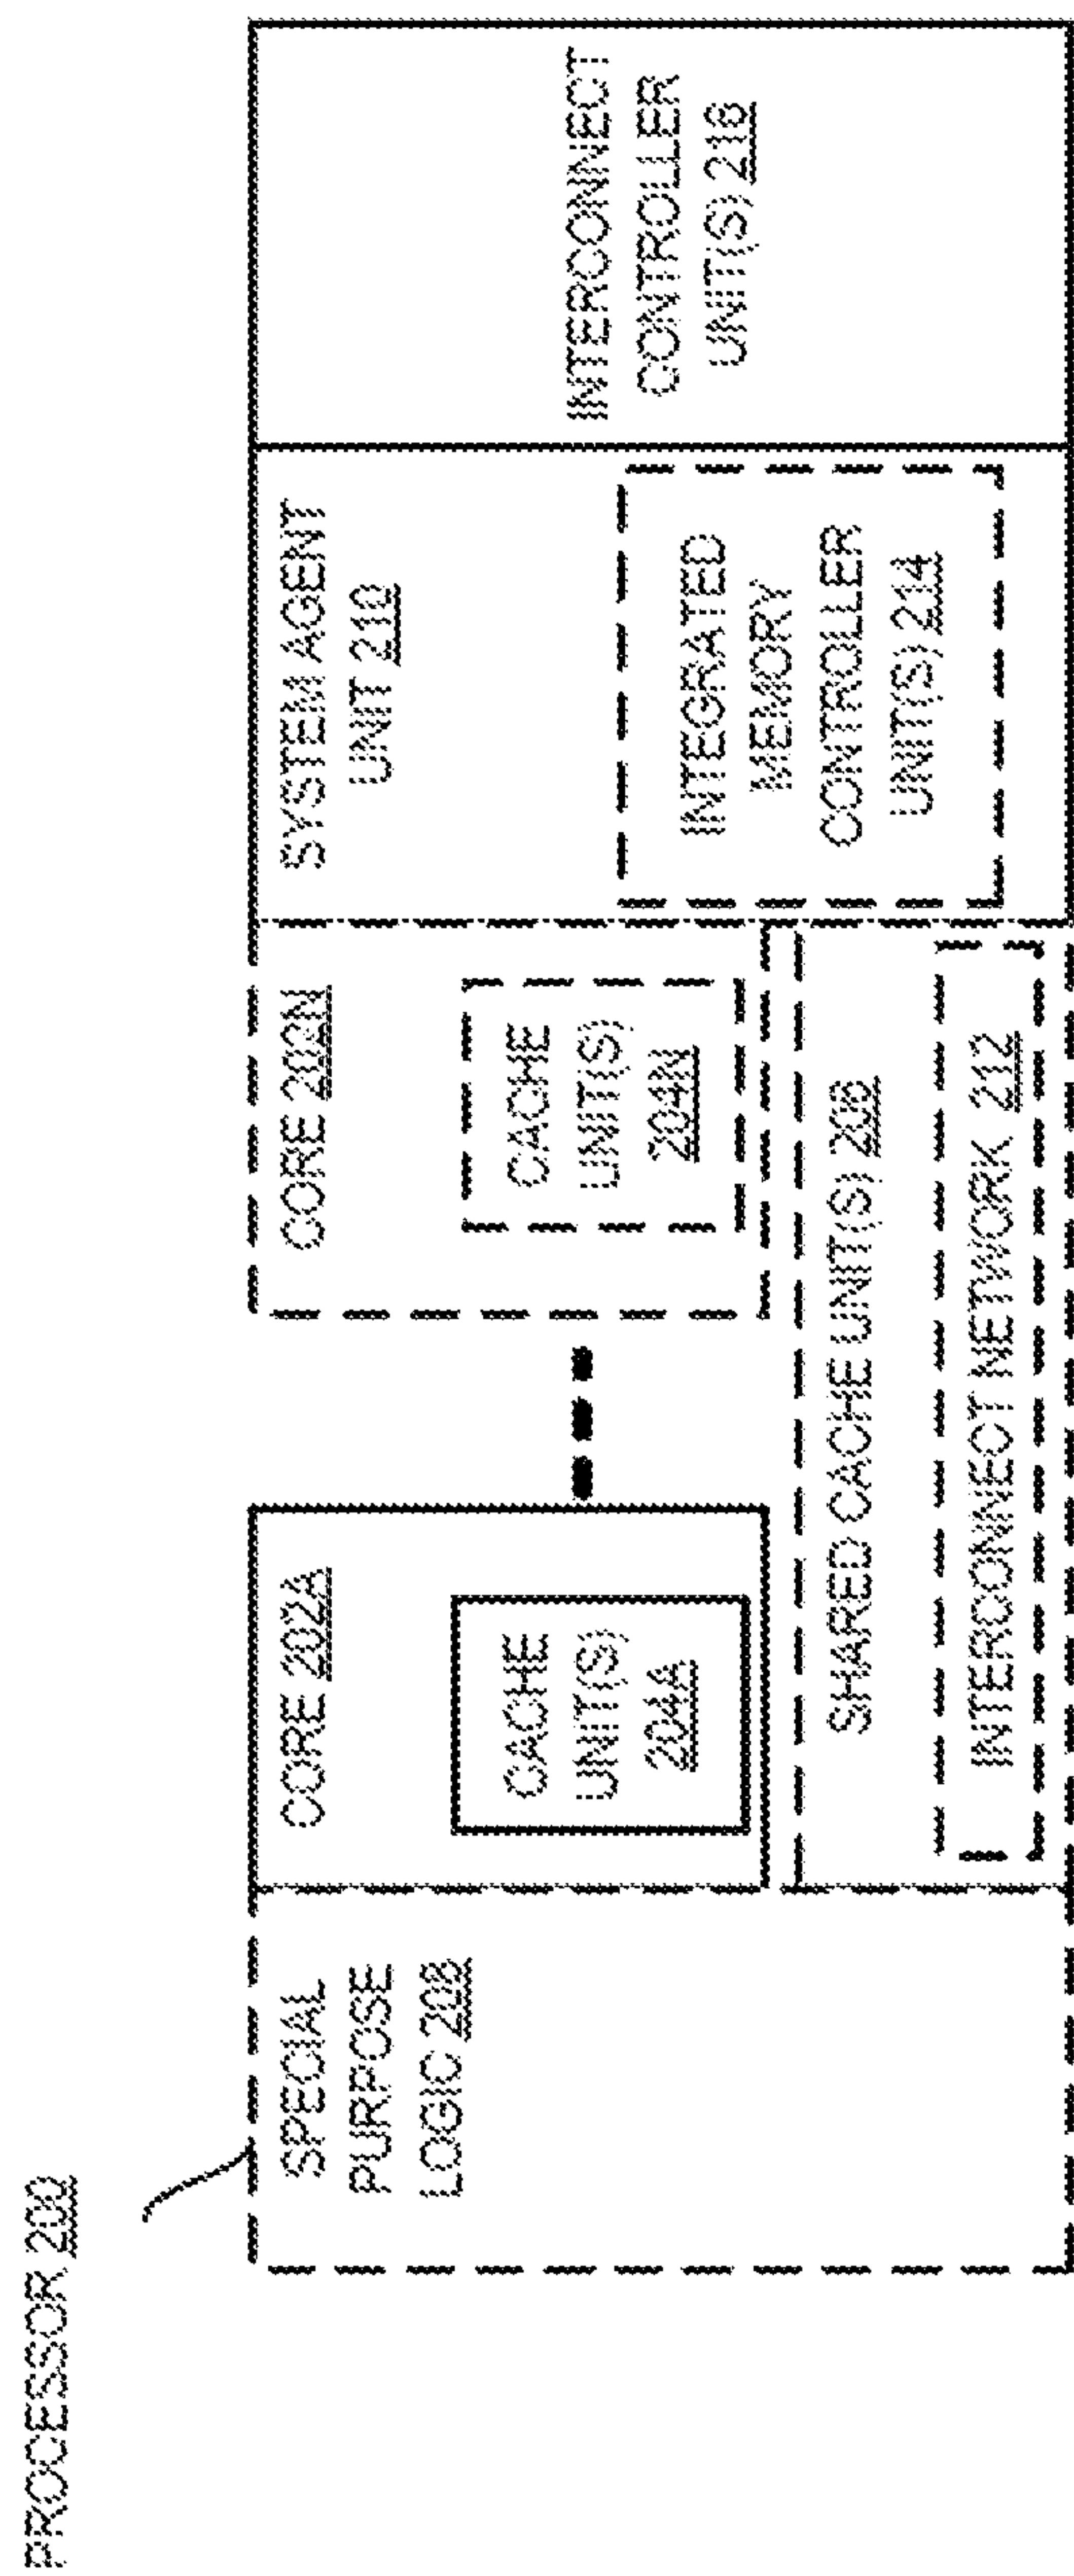 PROCESSOR 200
SPECIAL
PURPOSE
LOGIC 208
CORE 202A
CACHE
UNIT(S)
204A
CORE 202N
CACHE
UNIT(S)
204N
SHARED CACHE UNIT(S) 206
INTERCONNECT NETWORK 212
SYSTEM AGENT
UNIT 210
INTEGRATED
MEMORY
CONTROLLER
UNIT(S) 214
INTERCONNECT
CONTROLLER
UNIT(S) 216